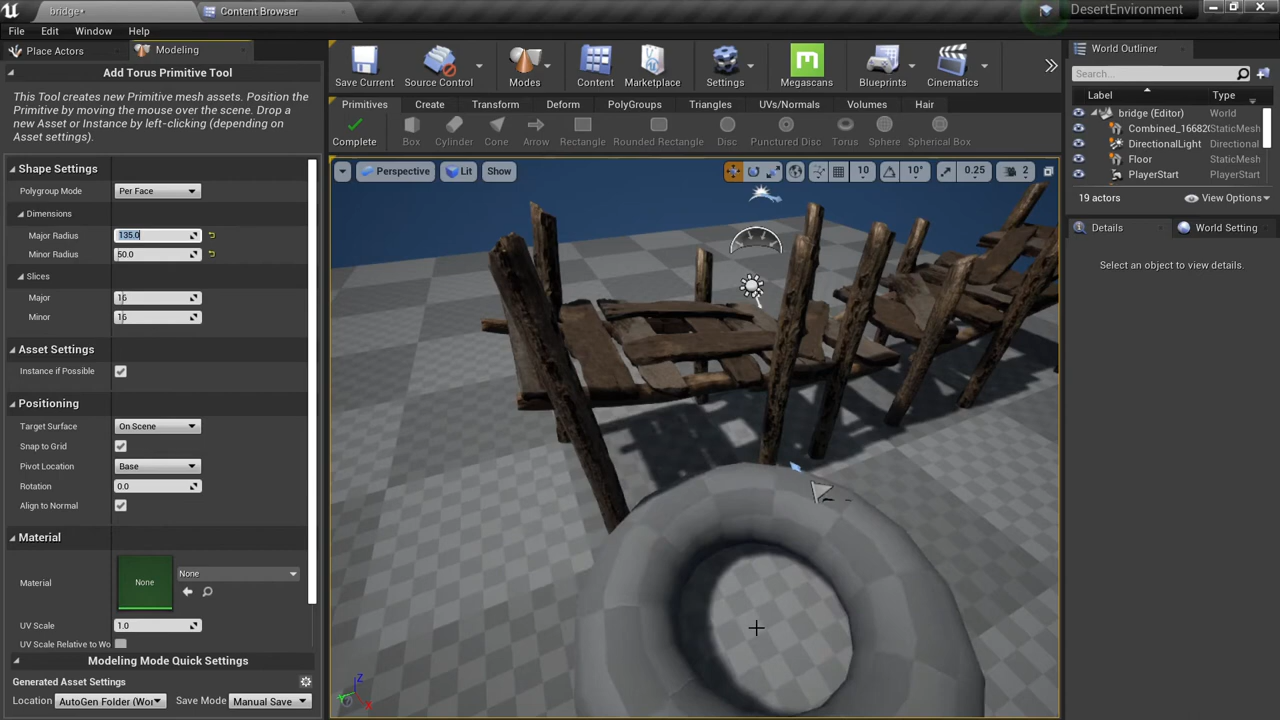 bridge*
Content Browser
DesertEnvironment
File Edit Window Help
Place Actors
Modeling
Add Torus Primitive Tool
This Tool creates new Primitive mesh assets. Position the
Primitive by moving the mouse over the scene. Drop a
new Asset or Instance by left-clicking (depending on
Asset settings).
Shape Settings
Polygroup Mode Per Face
Dimensions
Major Radius 135.0
Minor Radius 50.0
Slices
Major 16
Minor 16
Asset Settings
Instance if Possible
Positioning
Target Surface On Scene
Snap to Grid
Pivot Location Base
Rotation 0.0
Align to Normal
Material
Material None None
UV Scale 1.0
UV Scale Relative to Wo
Modeling Mode Quick Settings
Generated Asset Settings
Location AutoGen Folder (Wor Save Mode Manual Save
Save Current Source Control Modes Content Marketplace Settings Megascans Blueprints Cinematics
Primitives Create Transform Deform PolyGroups Triangles UVs/Normals Volumes Hair
Complete Box Cylinder Cone Arrow Rectangle Rounded Rectangle Disc Punctured Disc Torus Sphere Spherical Box
Perspective Lit Show 10 10° 0.25 2
Z
Y
X
World Outliner
Search...
Label Type
bridge (Editor) World
Combined_16682 StaticMesh
DirectionalLight Directional
Floor StaticMesh
PlayerStart PlayerStart
19 actors View Options
Details World Setting
Select an object to view details.